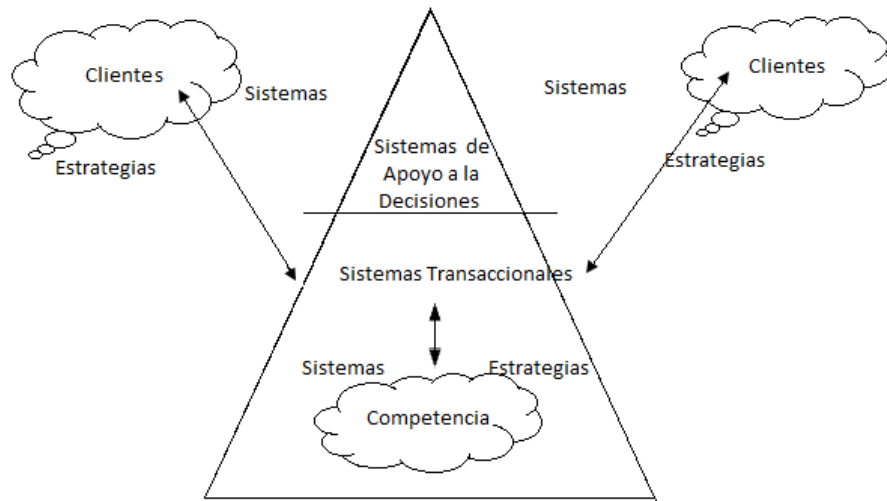 Clientes
Clientes
Sistemas
Sistemas
Estrategias
Estrategias
Sistemas de
Apoyo a la
Decisiones
Sistemas Transaccionales
Sistemas
Estrategias
Competencia